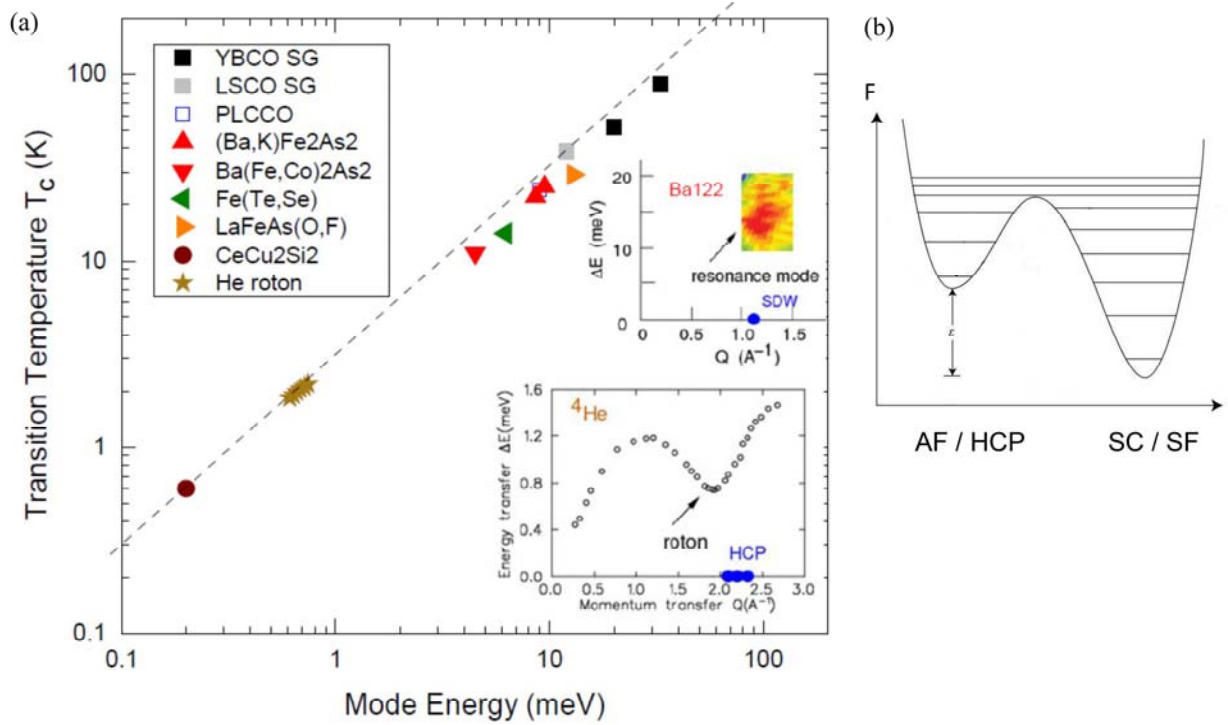 (a)
Transition Temperature T_c (K)
100
10
1
0.1
YBCO SG
LSCO SG
PLCCO
(Ba,K)Fe2As2
Ba(Fe,Co)2As2
Fe(Te,Se)
LaFeAs(O,F)
CeCu2Si2
He roton
ΔE (meV)
20
10
0
Ba122
resonance mode
SDW
0 0.5 1.0 1.5
Q (A⁻¹)
Energy transfer ΔE(meV)
1.6
1.2
0.8
0.4
0.0
⁴He
roton
HCP
0.0 0.5 1.0 1.5 2.0 2.5 3.0
Momentum transfer Q(A⁻¹)
0.1 1 10 100
Mode Energy (meV)
(b)
F
ε
AF / HCP SC / SF